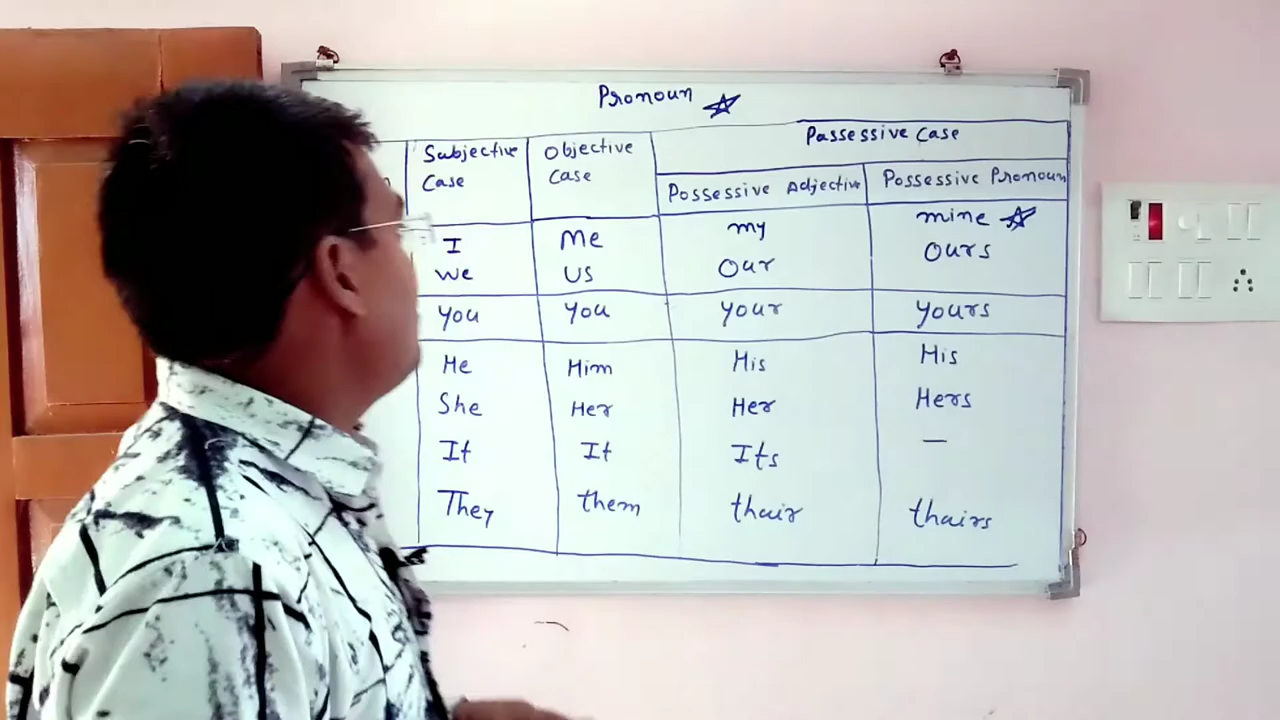 Pronoun
Passessive Case
Subjective Case
Objective Case
Possessive Adjective
Possessive Pronoun
I me my mine
we us our ours
you you your yours
He Him His His
She Her Her Hers
It It Its —
They them thair thairs